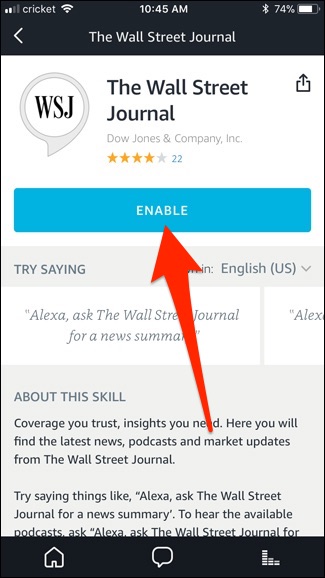 cricket 10:45 AM 74%
The Wall Street Journal
WSJ
The Wall Street
Journal
Dow Jones & Company, Inc.
22
ENABLE
TRY SAYING in: English (US)
"Alexa, ask The Wall Street Journal "Alexa
for a news summary"
ABOUT THIS SKILL
Coverage you trust, insights you need. Here you will
find the latest news, podcasts and market updates
from The Wall Street Journal.
Try saying things like, “Alexa, ask The Wall Street
Journal for a news summary’. To hear the available
podcasts, ask “Alexa, ask The Wall Street Journal for